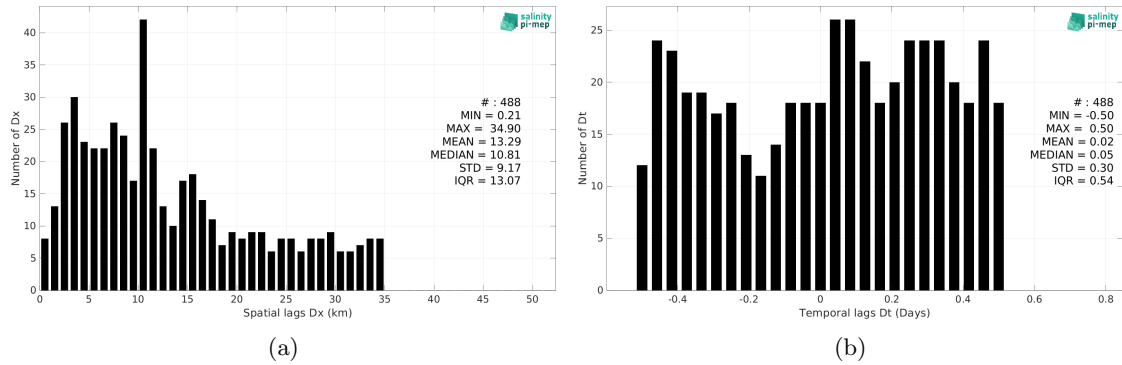 salinity
pi-mep
Number of Dx
40
35
30
25
20
15
10
5
0
# : 488
MIN = 0.21
MAX = 34.90
MEAN = 13.29
MEDIAN = 10.81
STD = 9.17
IQR = 13.07
0 5 10 15 20 25 30 35 40 45 50
Spatial lags Dx (km)
(a)
salinity
pi-mep
Number of Dt
25
20
15
10
5
0
# : 488
MIN = -0.50
MAX = 0.50
MEAN = 0.02
MEDIAN = 0.05
STD = 0.30
IQR = 0.54
-0.4 -0.2 0 0.2 0.4 0.6 0.8
Temporal lags Dt (Days)
(b)